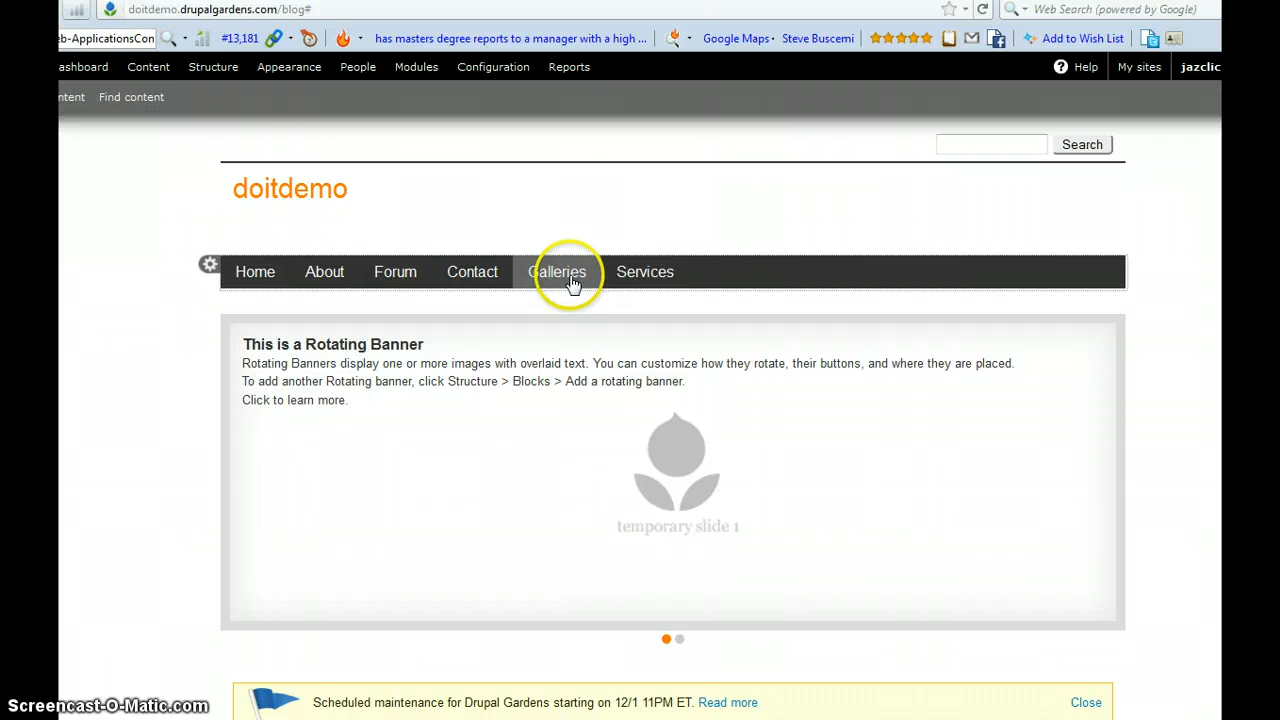 doitdemo.drupalgardens.com/blog#
Web Search (powered by Google)
eb-ApplicationsCon
#13,181
has masters degree reports to a manager with a high ...
Google Maps
Steve Buscemi
Add to Wish List
ashboard Content Structure Appearance People Modules Configuration Reports
Help My sites jazclic
ntent Find content
Search
doitdemo
Home About Forum Contact Galleries Services
This is a Rotating Banner
Rotating Banners display one or more images with overlaid text. You can customize how they rotate, their buttons, and where they are placed.
To add another Rotating banner, click Structure > Blocks > Add a rotating banner.
Click to learn more.
temporary slide 1
Scheduled maintenance for Drupal Gardens starting on 12/1 11PM ET. Read more
Close
Screencast-O-Matic.com